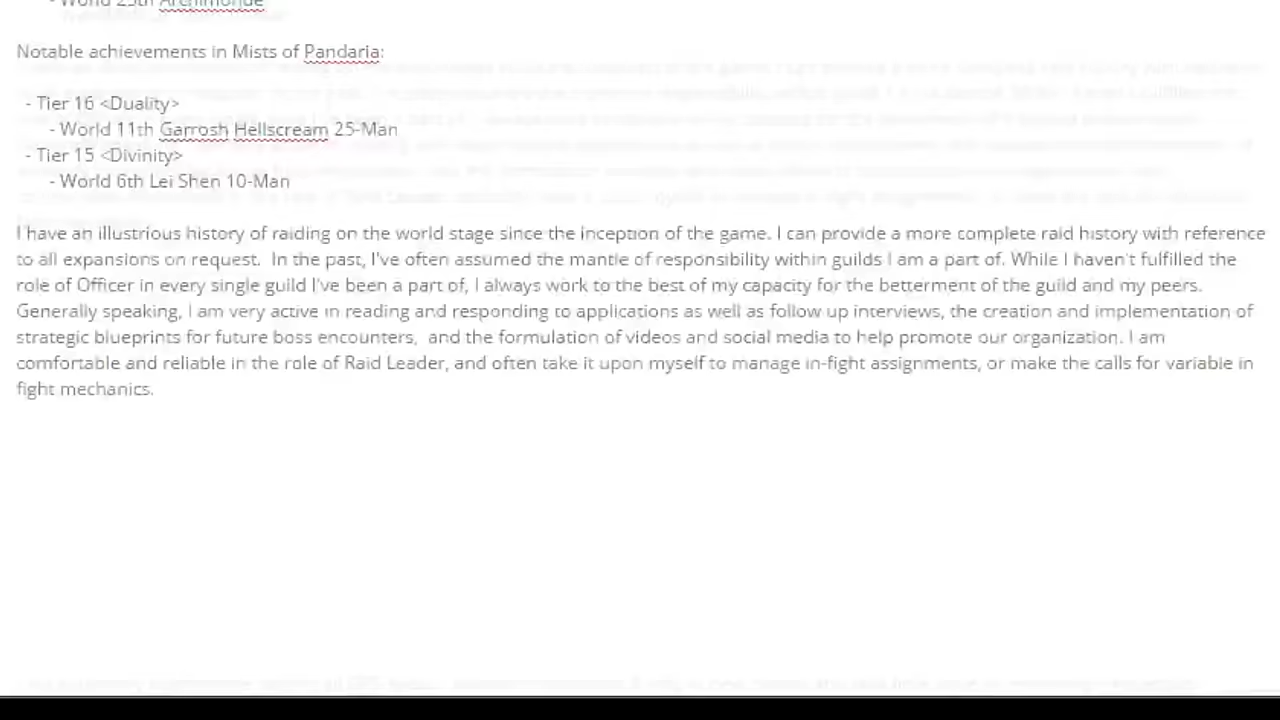 - World 25th Archimonde
Notable achievements in Mists of Pandaria:
- Tier 16 <Duality>
- World 11th Garrosh Hellscream 25-Man
- Tier 15 <Divinity>
- World 6th Lei Shen 10-Man
I have an illustrious history of raiding on the world stage since the inception of the game. I can provide a more complete raid history with reference
to all expansions on request.  In the past, I've often assumed the mantle of responsibility within guilds I am a part of. While I haven't fulfilled the
role of Officer in every single guild I've been a part of, I always work to the best of my capacity for the betterment of the guild and my peers.
Generally speaking, I am very active in reading and responding to applications as well as follow up interviews, the creation and implementation of
strategic blueprints for future boss encounters,  and the formulation of videos and social media to help promote our organization. I am
comfortable and reliable in the role of Raid Leader, and often take it upon myself to manage in-fight assignments, or make the calls for variable in
fight mechanics.